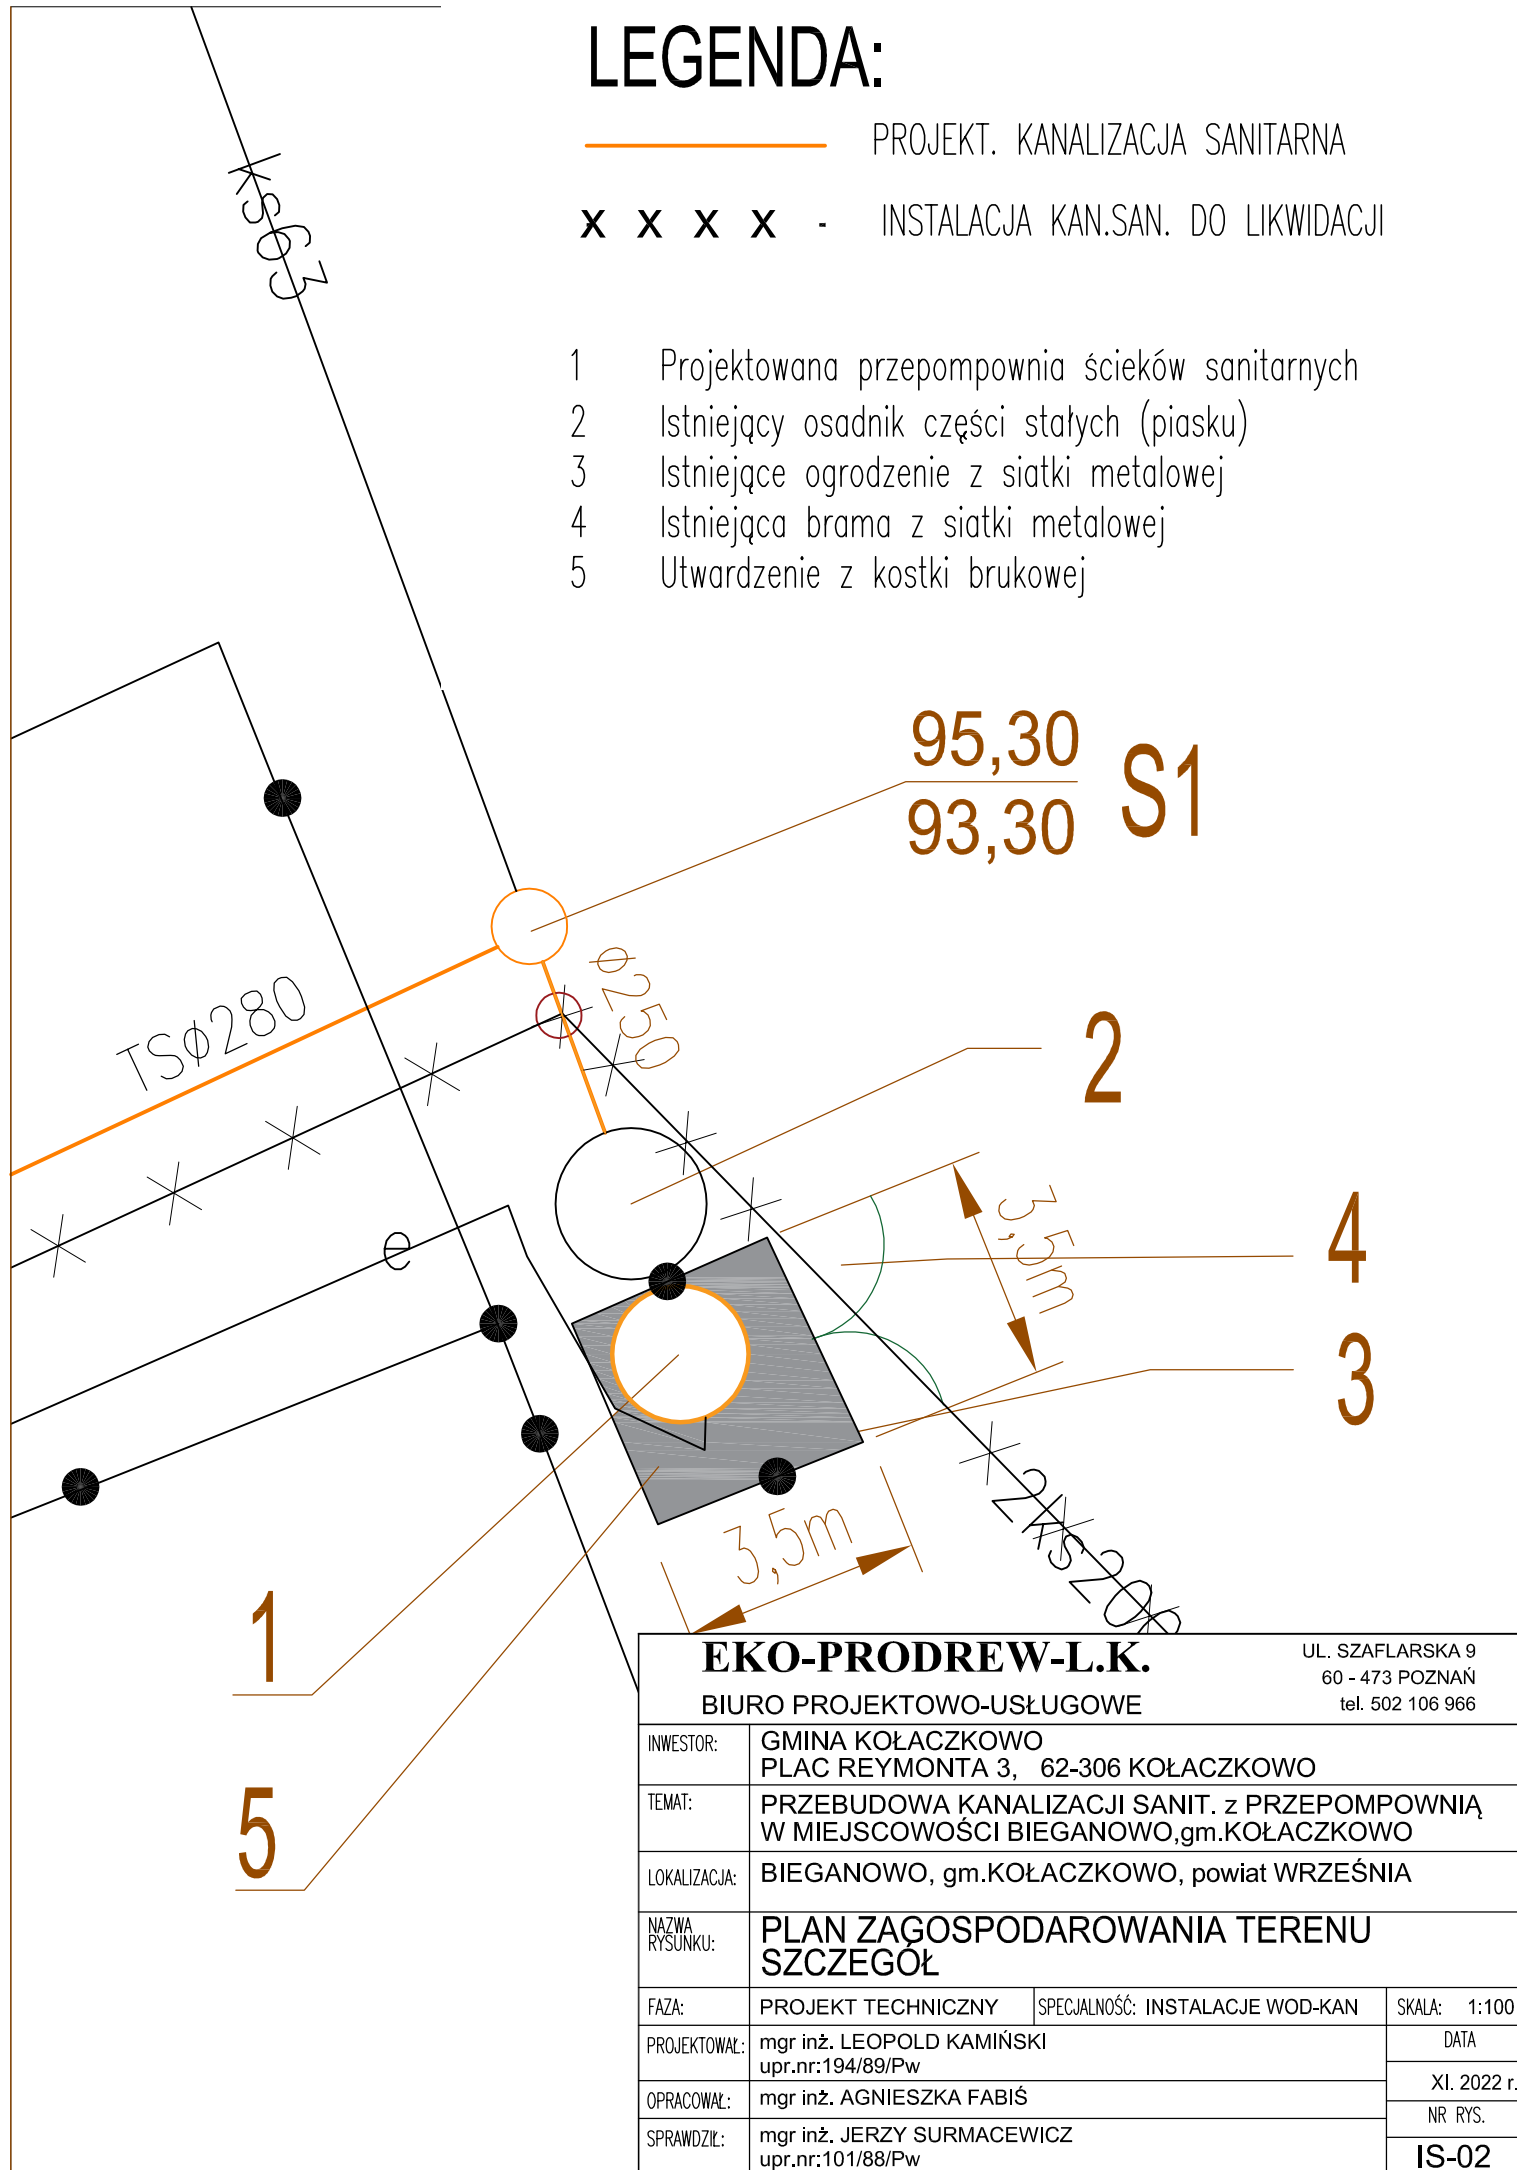 LEGENDA:
PROJEKT. KANALIZACJA SANITARNA
X X X X - INSTALACJA KAN.SAN. DO LIKWIDACJI
1 Projektowana przepompownia ścieków sanitarnych
2 Istniejący osadnik części stałych (piasku)
3 Istniejące ogrodzenie z siatki metalowej
4 Istniejąca brama z siatki metalowej
5 Utwardzenie z kostki brukowej
ks63
95,30
93,30
S1
TSϕ280
ϕ250
2
e
3,5m
4
3
2ks200
3,5m
1
5
EKO-PRODREW-L.K.
BIURO PROJEKTOWO-USŁUGOWE
UL. SZAFLARSKA 9
60 - 473 POZNAŃ
tel. 502 106 966
INWESTOR: GMINA KOŁACZKOWO
PLAC REYMONTA 3, 62-306 KOŁACZKOWO
TEMAT: PRZEBUDOWA KANALIZACJI SANIT. z PRZEPOMPOWNIĄ
W MIEJSCOWOŚCI BIEGANOWO,gm.KOŁACZKOWO
LOKALIZACJA: BIEGANOWO, gm.KOŁACZKOWO, powiat WRZEŚNIA
NAZWA
RYSUNKU:
PLAN ZAGOSPODAROWANIA TERENU
SZCZEGÓŁ
FAZA: PROJEKT TECHNICZNY SPECJALNOŚĆ: INSTALACJE WOD-KAN SKALA: 1:100
PROJEKTOWAŁ: mgr inż. LEOPOLD KAMIŃSKI
upr.nr:194/89/Pw
DATA
XI. 2022 r.
OPRACOWAŁ: mgr inż. AGNIESZKA FABIŚ
NR RYS.
SPRAWDZIŁ: mgr inż. JERZY SURMACEWICZ
upr.nr:101/88/Pw
IS-02